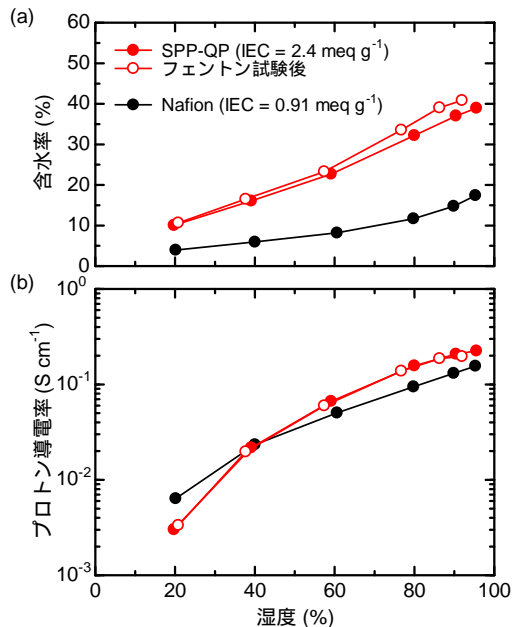 (a)
60
50
40
30
20
10
0
含水率 (%)
SPP-QP (IEC = 2.4 meq g⁻¹)
フェントン試験後
Nafion (IEC = 0.91 meq g⁻¹)
(b)
10⁰
10⁻¹
10⁻²
10⁻³
プロトン導電率 (S cm⁻¹)
0 20 40 60 80 100
湿度 (%)